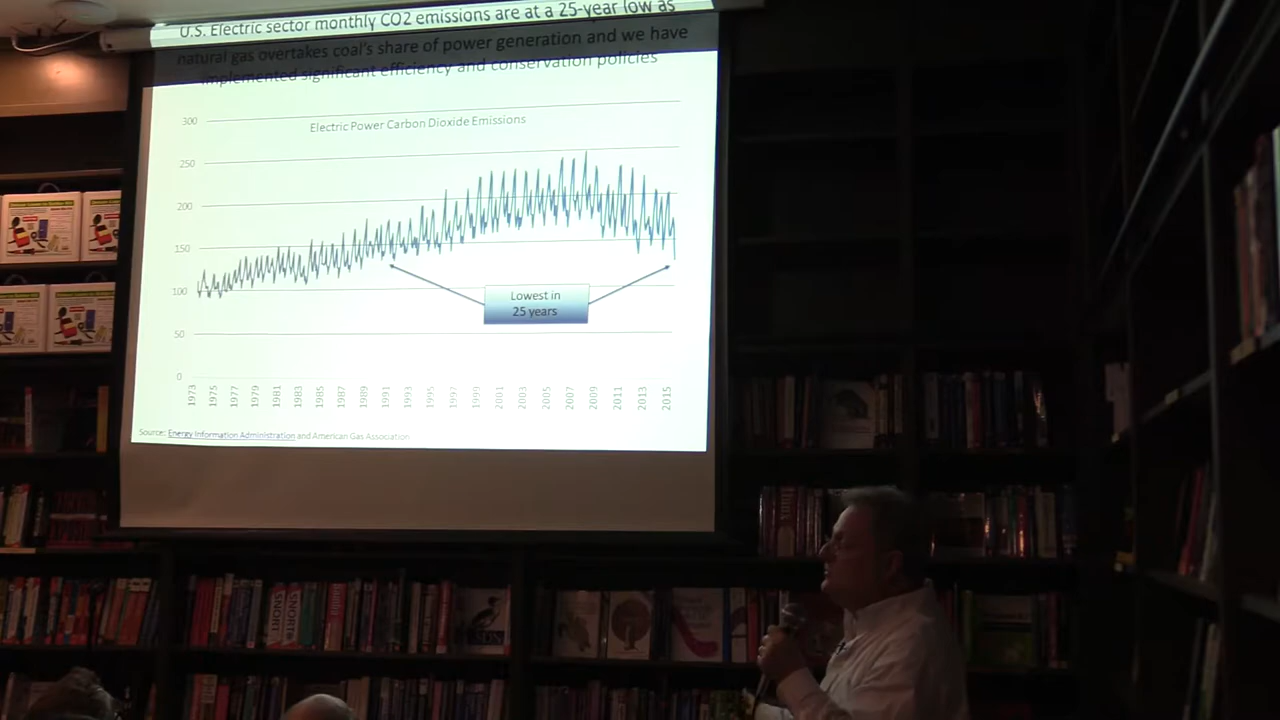 U.S. Electric sector monthly CO2 emissions are at a 25-year low as
natural gas overtakes coal's share of power generation and we have
implemented significant efficiency and conservation policies
Electric Power Carbon Dioxide Emissions
300
250
200
150
100
50
0
Lowest in
25 years
1973 1975 1977 1979 1981 1983 1985 1987 1989 1991 1993 1995 1997 1999 2001 2003 2005 2007 2009 2011 2013 2015
Source: Energy Information Administration and American Gas Association
SNORT
SNORT